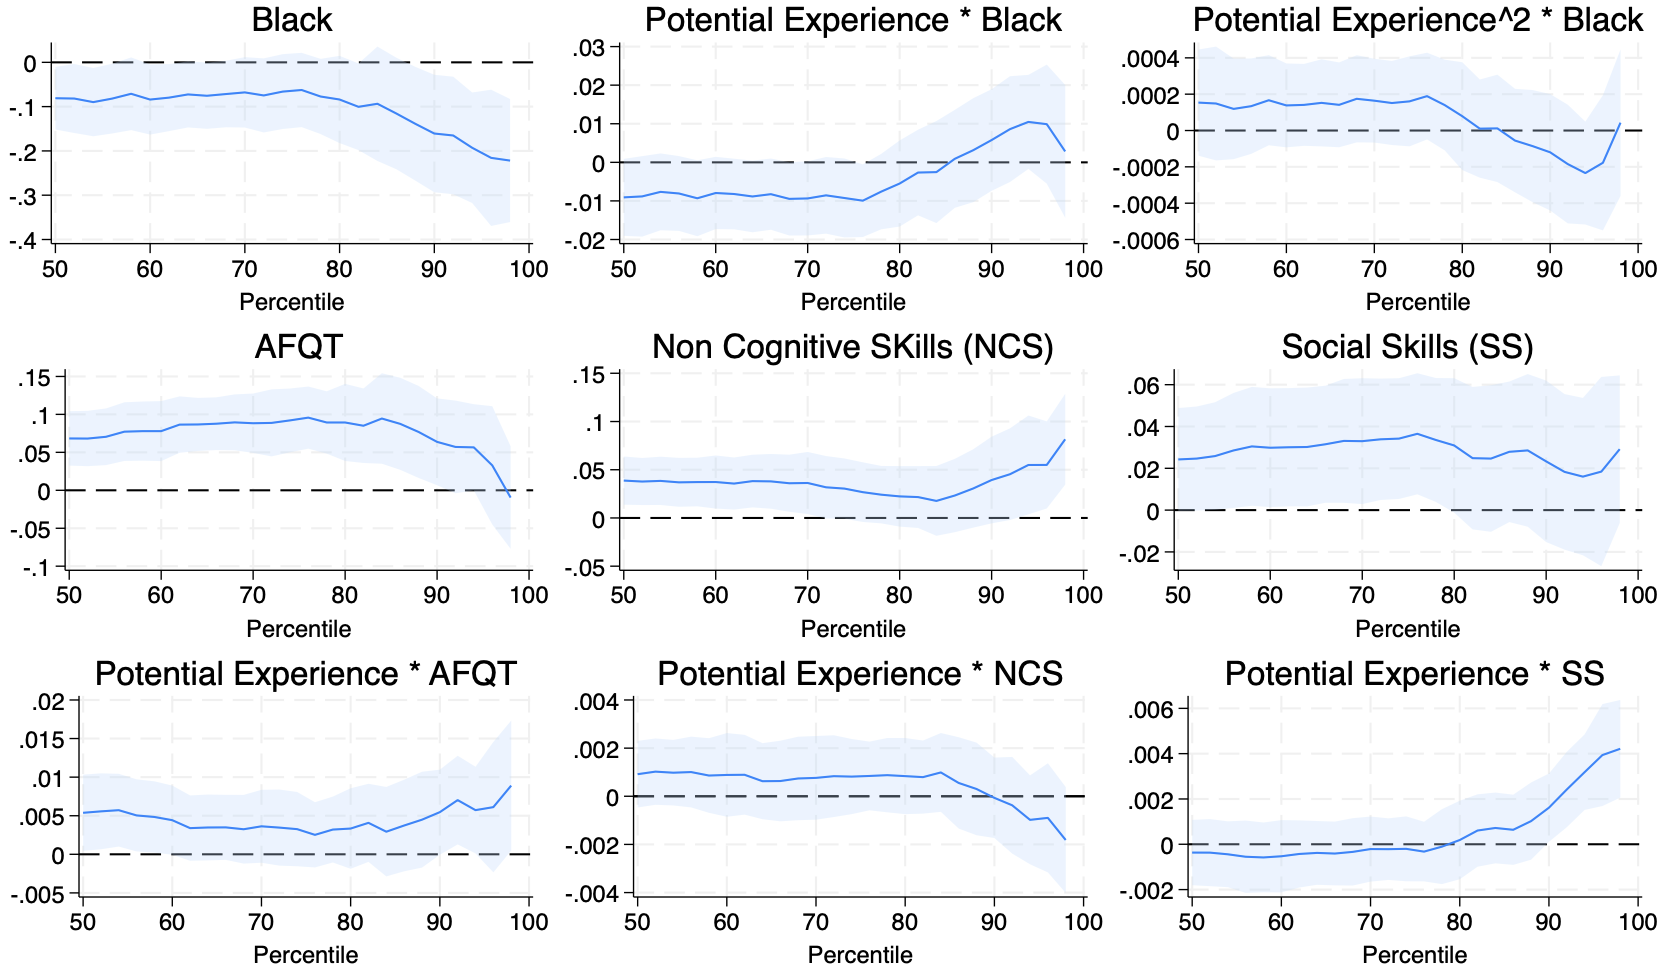 Black
Potential Experience * Black
Potential Experience^2 * Black
0
-.1
-.2
-.3
-.4
50 60 70 80 90 100
Percentile
.03
.02
.01
0
-.01
-.02
50 60 70 80 90 100
Percentile
.0004
.0002
0
-.0002
-.0004
-.0006
50 60 70 80 90 100
Percentile
AFQT
Non Cognitive SKills (NCS)
Social Skills (SS)
.15
.1
.05
0
-.05
-.1
50 60 70 80 90 100
Percentile
.15
.1
.05
0
-.05
50 60 70 80 90 100
Percentile
.06
.04
.02
0
-.02
50 60 70 80 90 100
Percentile
Potential Experience * AFQT
Potential Experience * NCS
Potential Experience * SS
.02
.015
.01
.005
0
-.005
50 60 70 80 90 100
Percentile
.004
.002
0
-.002
-.004
50 60 70 80 90 100
Percentile
.006
.004
.002
0
-.002
50 60 70 80 90 100
Percentile